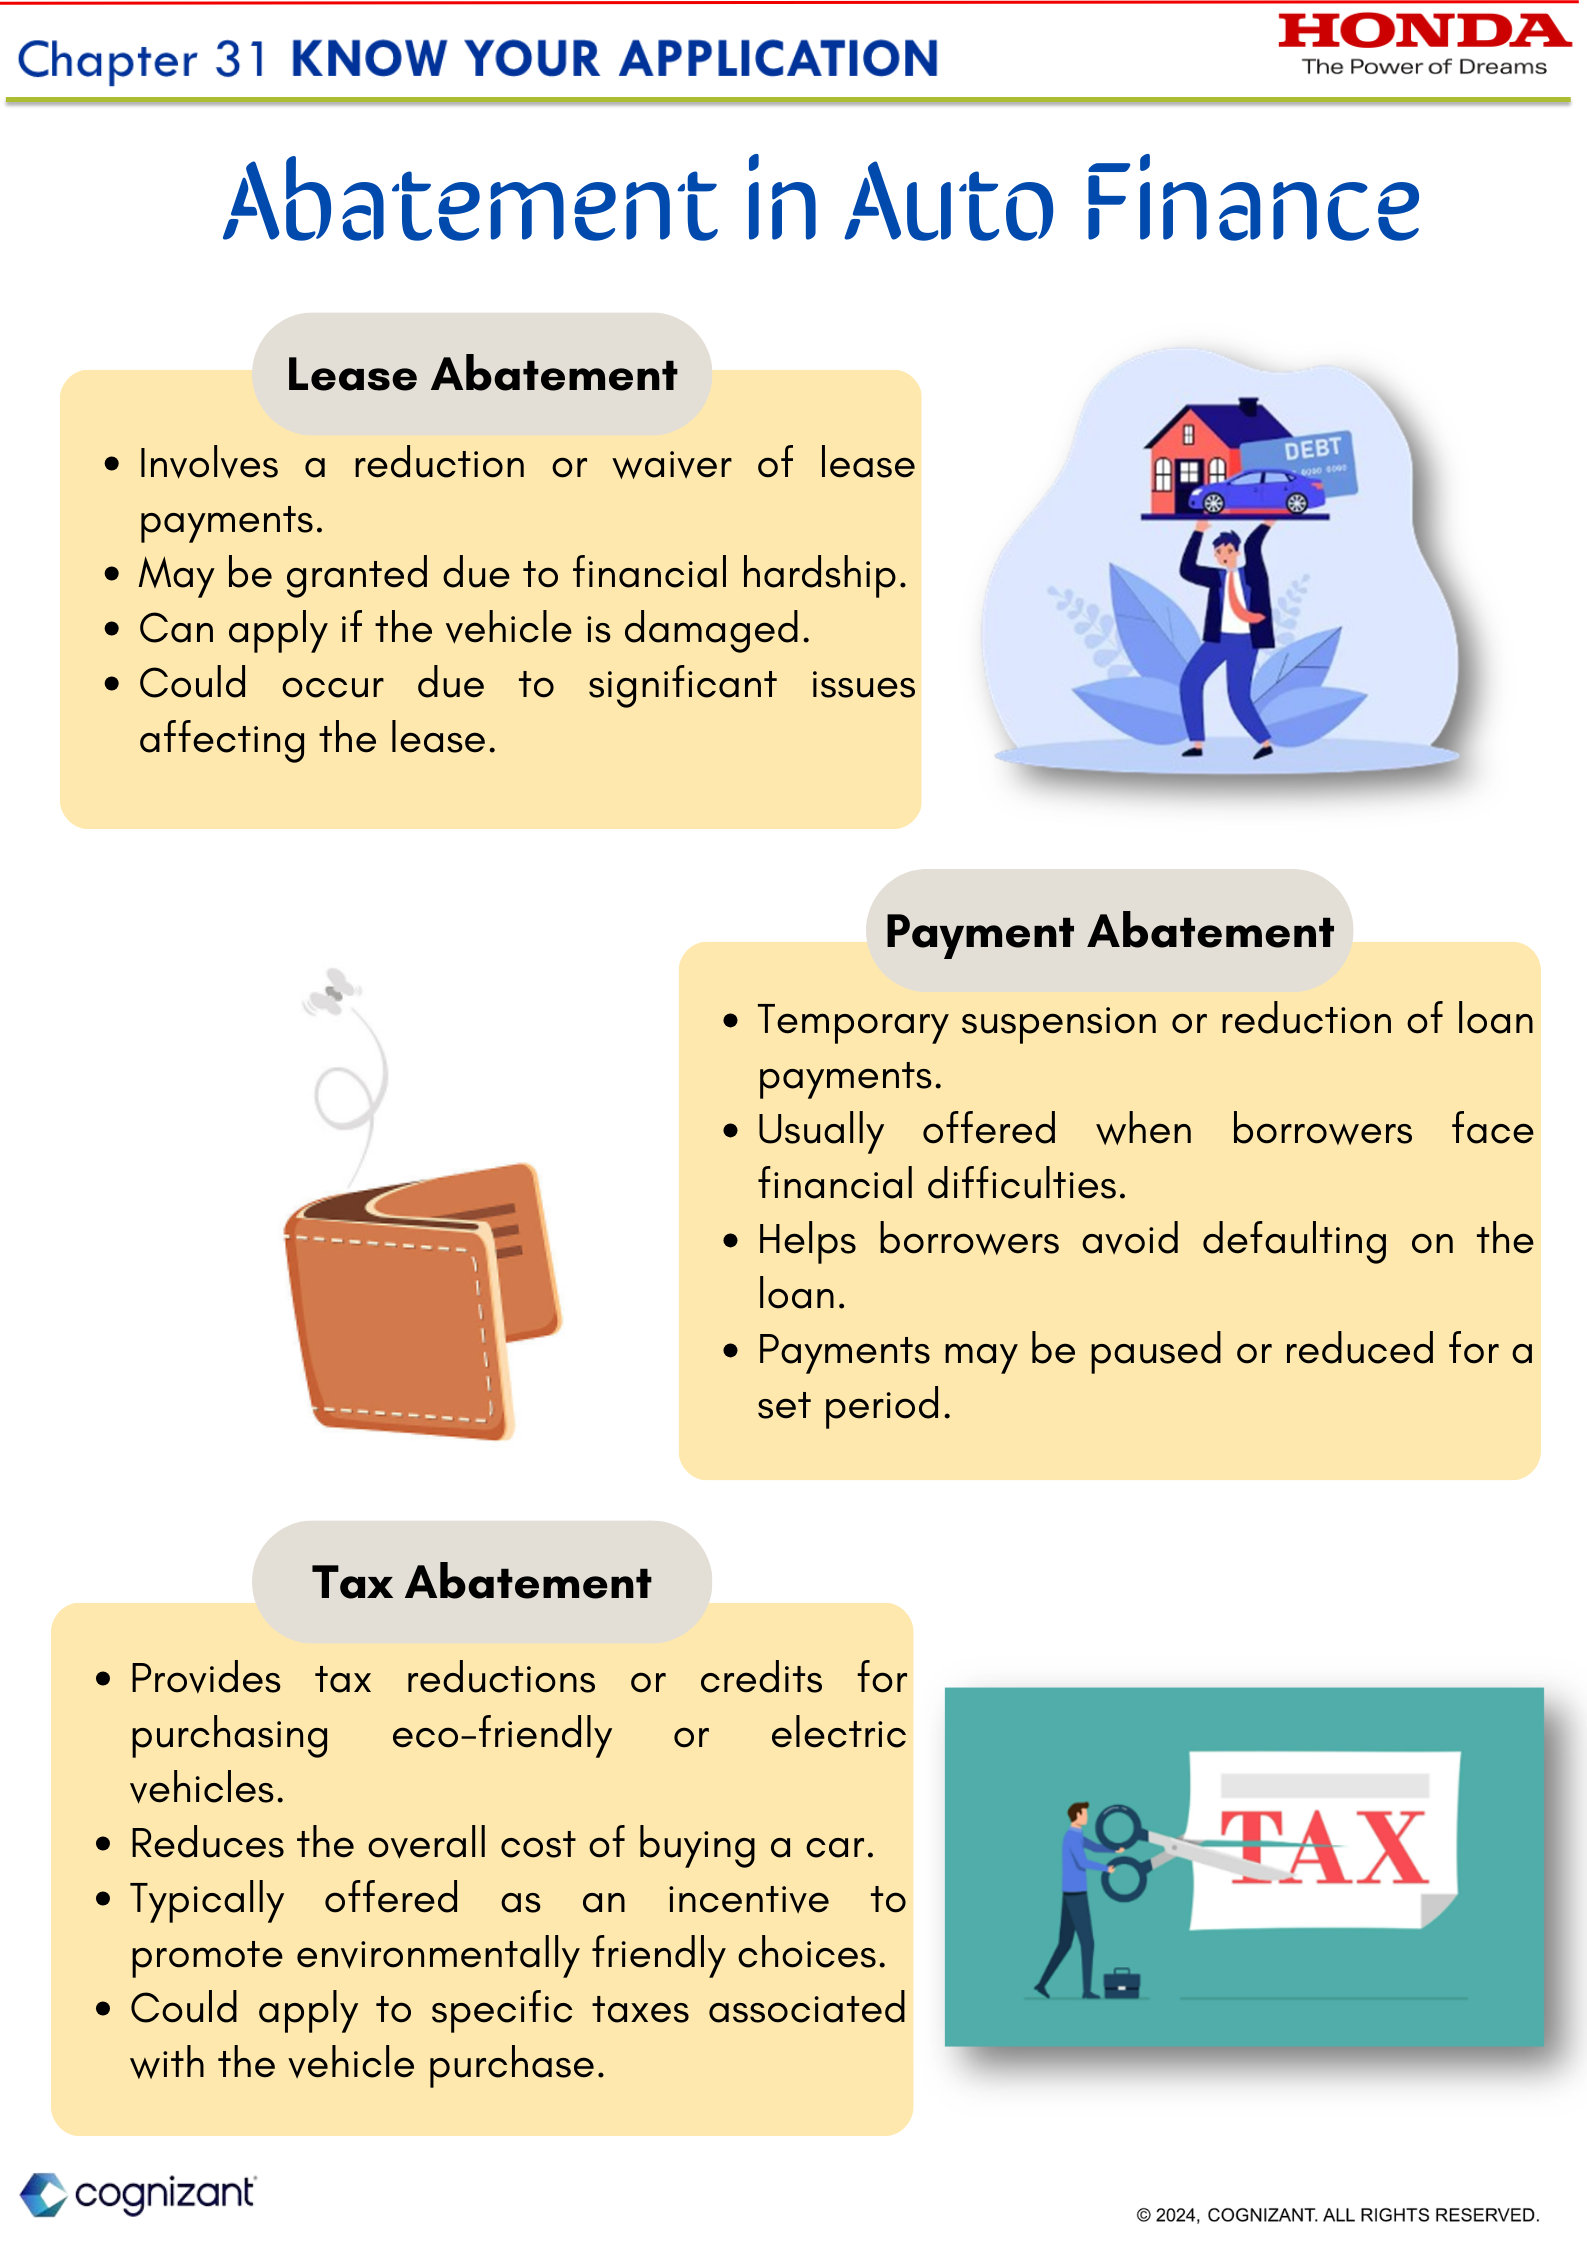 Chapter 31 KNOW YOUR APPLICATION
HONDA
The Power of Dreams
Abatement in Auto Finance
Lease Abatement
• Involves a reduction or waiver of lease
payments.
• May be granted due to financial hardship.
• Can apply if the vehicle is damaged.
• Could occur due to significant issues
affecting the lease.
DEBT
0000 0000
Payment Abatement
• Temporary suspension or reduction of loan
payments.
• Usually offered when borrowers face
financial difficulties.
• Helps borrowers avoid defaulting on the
loan.
• Payments may be paused or reduced for a
set period.
Tax Abatement
• Provides tax reductions or credits for
purchasing eco-friendly or electric
vehicles.
• Reduces the overall cost of buying a car.
• Typically offered as an incentive to
promote environmentally friendly choices.
• Could apply to specific taxes associated
with the vehicle purchase.
TAX
cognizant
© 2024, COGNIZANT. ALL RIGHTS RESERVED.